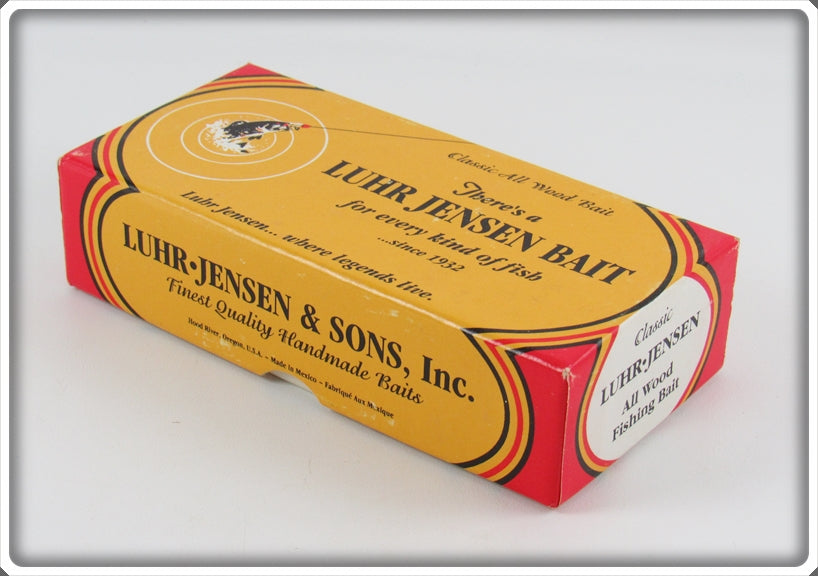 Classic All Wood Bait
There's a
LUHR JENSEN BAIT
for every kind of fish
...since 1932
Luhr Jensen... where legends live.
LUHR•JENSEN & SONS, Inc.
Finest Quality Handmade Baits
Hood River, Oregon, U.S.A. – Made in Mexico – Fabriqué Aux Mexique
Classic
LUHR•JENSEN
All Wood
Fishing Bait